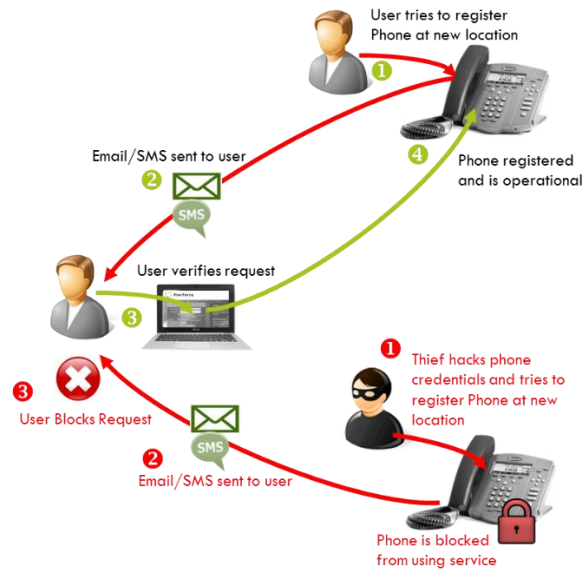 User tries to register
Phone at new location
1
Email/SMS sent to user
2
SMS
4
Phone registered
and is operational
User verifies request
3
1
Thief hacks phone
credentials and tries to
register Phone at new
location
3
User Blocks Request
SMS
2
Email/SMS sent to user
Phone is blocked
from using service